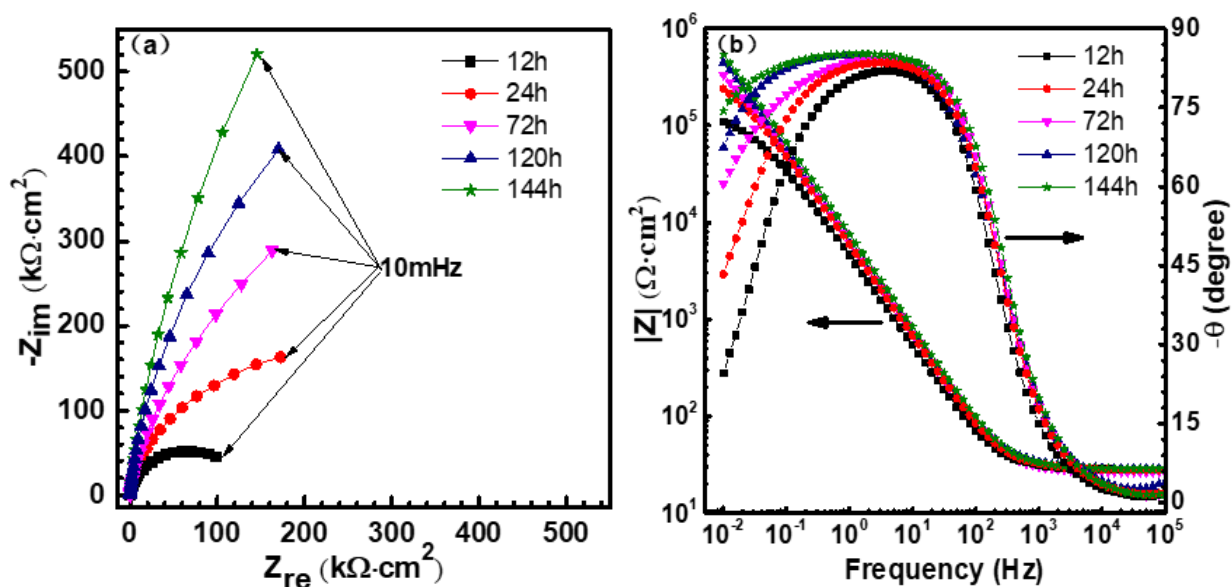 (a)
12h
24h
72h
120h
144h
10mHz
500
400
300
200
100
0
-Zim (kΩ·cm²)
0 100 200 300 400 500
Zre (kΩ·cm²)
(b)
12h
24h
72h
120h
144h
10⁶
10⁵
10⁴
10³
10²
10¹
|Z| (Ω·cm²)
90
75
60
45
30
15
0
-θ (degree)
10⁻² 10⁻¹ 10⁰ 10¹ 10² 10³ 10⁴ 10⁵
Frequency (Hz)